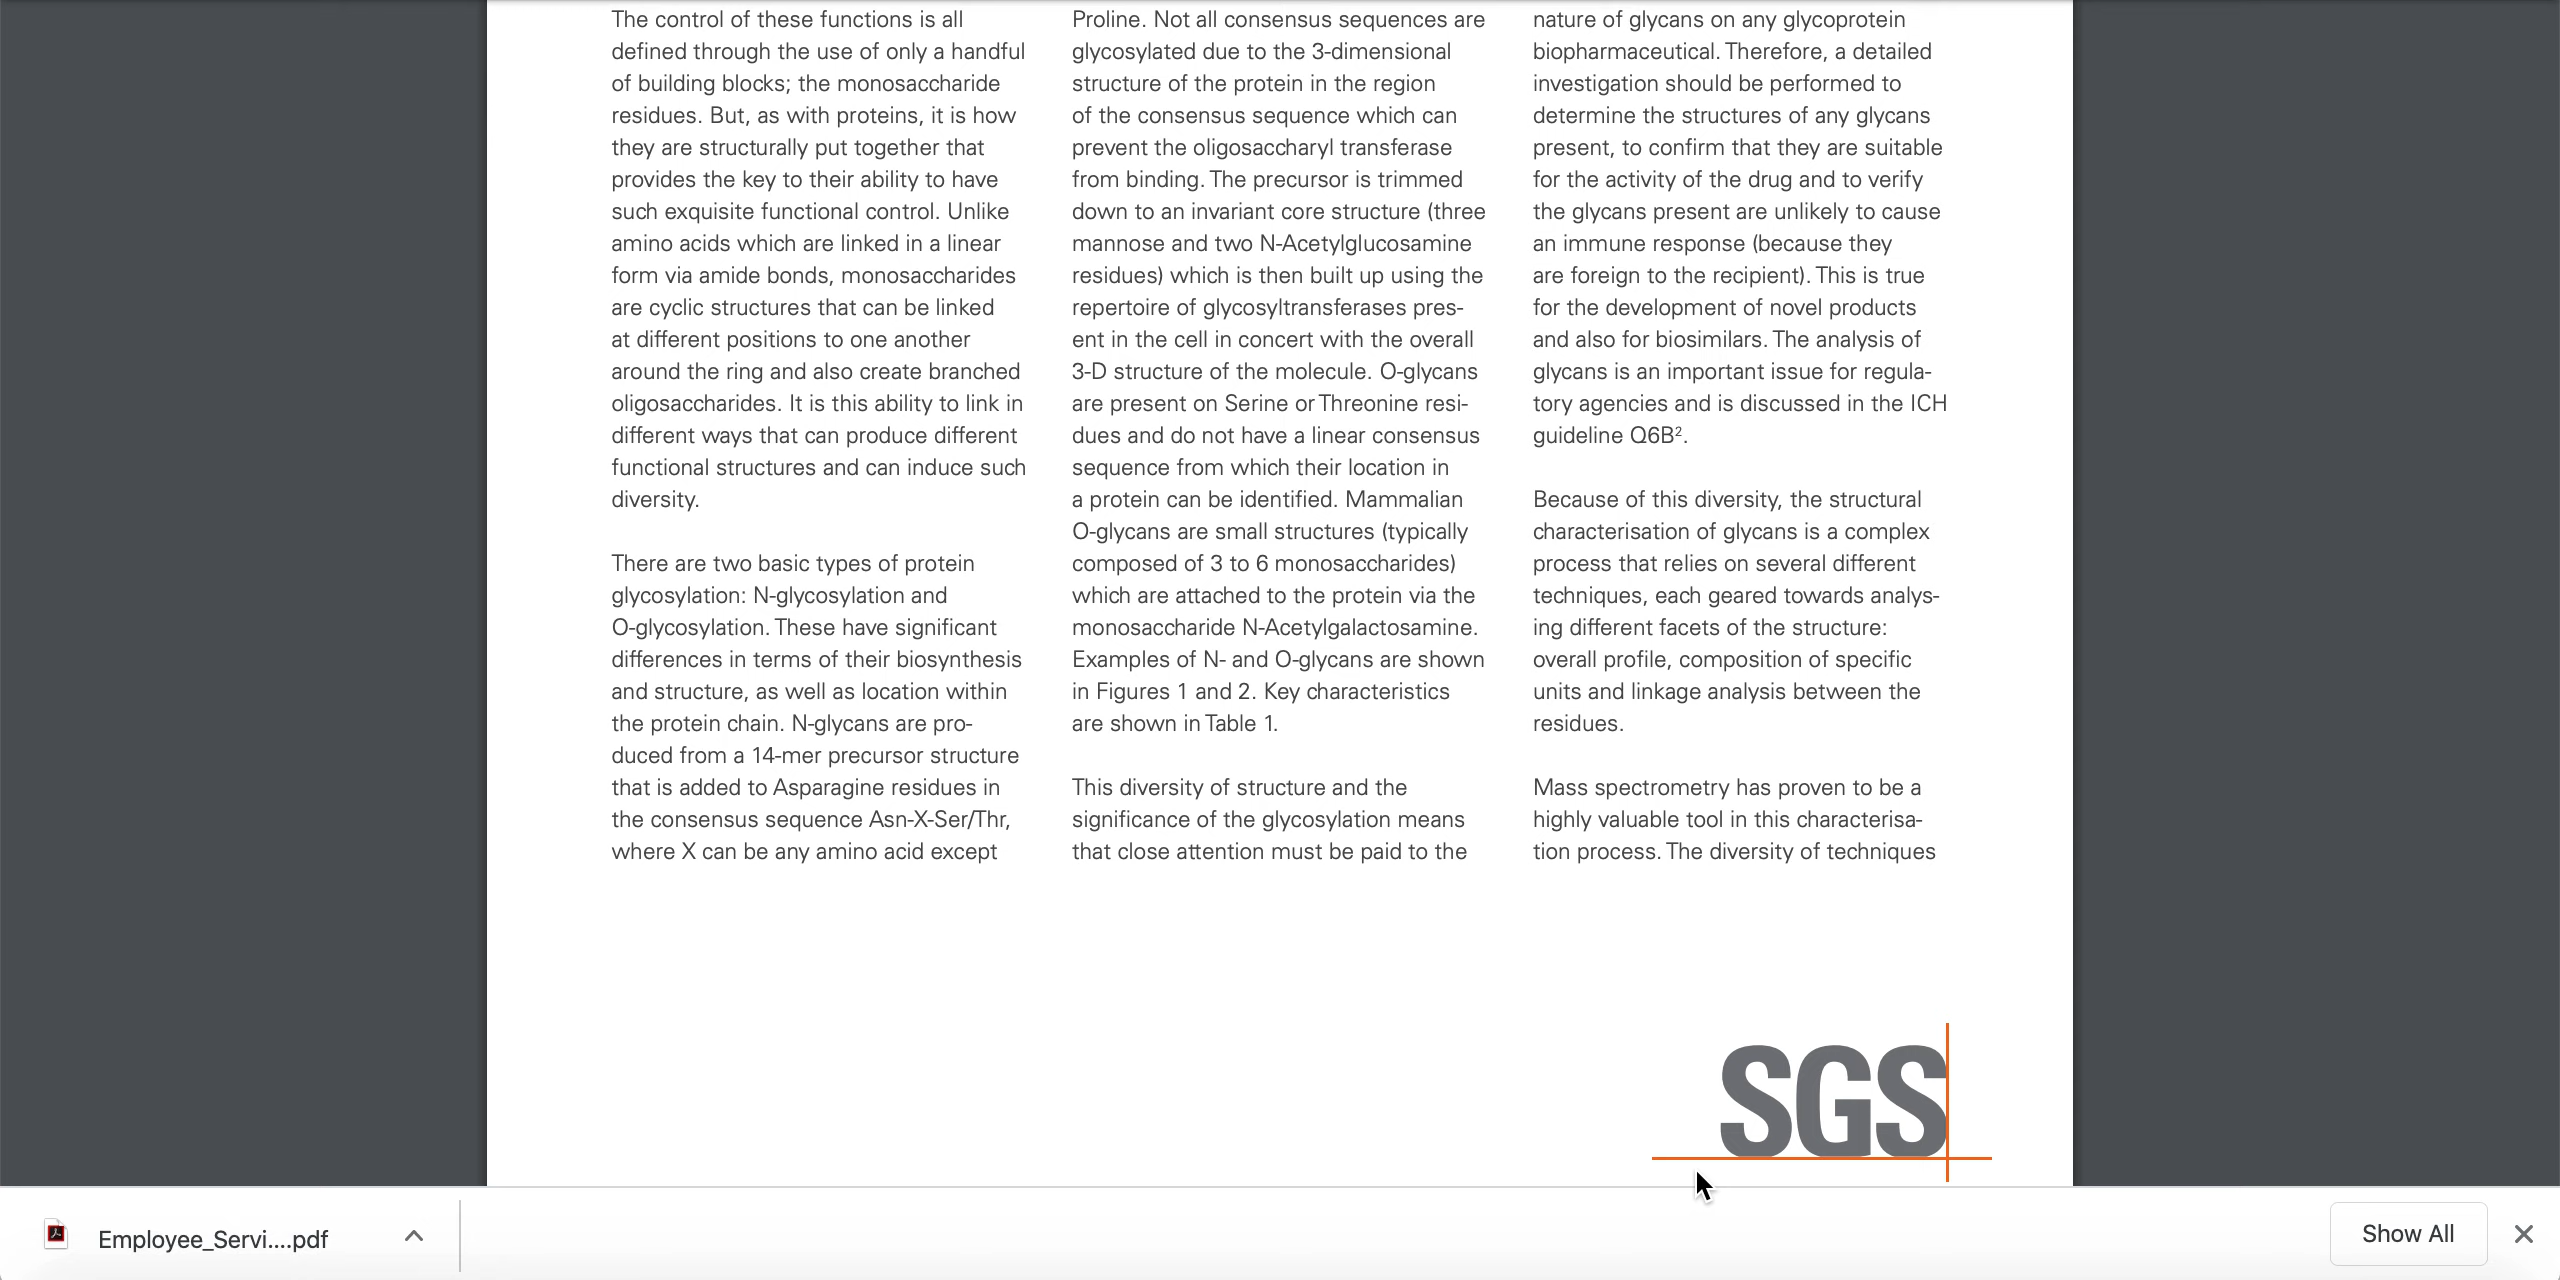 The control of these functions is all
defined through the use of only a handful
of building blocks; the monosaccharide
residues. But, as with proteins, it is how
they are structurally put together that
provides the key to their ability to have
such exquisite functional control. Unlike
amino acids which are linked in a linear
form via amide bonds, monosaccharides
are cyclic structures that can be linked
at different positions to one another
around the ring and also create branched
oligosaccharides. It is this ability to link in
different ways that can produce different
functional structures and can induce such
diversity.
There are two basic types of protein
glycosylation: N-glycosylation and
O-glycosylation. These have significant
differences in terms of their biosynthesis
and structure, as well as location within
the protein chain. N-glycans are pro-
duced from a 14-mer precursor structure
that is added to Asparagine residues in
the consensus sequence Asn-X-Ser/Thr,
where X can be any amino acid except
Proline. Not all consensus sequences are
glycosylated due to the 3-dimensional
structure of the protein in the region
of the consensus sequence which can
prevent the oligosaccharyl transferase
from binding. The precursor is trimmed
down to an invariant core structure (three
mannose and two N-Acetylglucosamine
residues) which is then built up using the
repertoire of glycosyltransferases pres-
ent in the cell in concert with the overall
3-D structure of the molecule. O-glycans
are present on Serine or Threonine resi-
dues and do not have a linear consensus
sequence from which their location in
a protein can be identified. Mammalian
O-glycans are small structures (typically
composed of 3 to 6 monosaccharides)
which are attached to the protein via the
monosaccharide N-Acetylgalactosamine.
Examples of N- and O-glycans are shown
in Figures 1 and 2. Key characteristics
are shown in Table 1.
This diversity of structure and the
significance of the glycosylation means
that close attention must be paid to the
nature of glycans on any glycoprotein
biopharmaceutical. Therefore, a detailed
investigation should be performed to
determine the structures of any glycans
present, to confirm that they are suitable
for the activity of the drug and to verify
the glycans present are unlikely to cause
an immune response (because they
are foreign to the recipient). This is true
for the development of novel products
and also for biosimilars. The analysis of
glycans is an important issue for regula-
tory agencies and is discussed in the ICH
guideline Q6B².
Because of this diversity, the structural
characterisation of glycans is a complex
process that relies on several different
techniques, each geared towards analys-
ing different facets of the structure:
overall profile, composition of specific
units and linkage analysis between the
residues.
Mass spectrometry has proven to be a
highly valuable tool in this characterisa-
tion process. The diversity of techniques
SGS
Employee_Servi....pdf
Show All